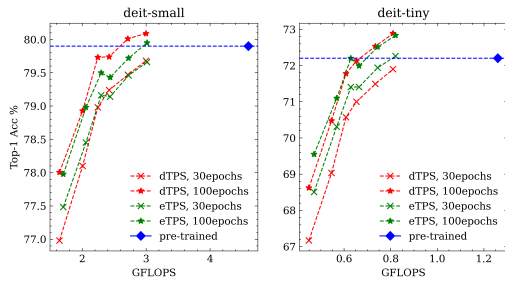 deit-small
deit-tiny
Top-1 Acc %
80.0
79.5
79.0
78.5
78.0
77.5
77.0
2
4
GFLOPS
dTPS, 30epochs
dTPS, 100epochs
eTPS, 30epochs
eTPS, 100epochs
pre-trained
73
72
71
70
69
68
67
0.6
0.8
1.0
1.2
GFLOPS
dTPS, 30epochs
dTPS, 100epochs
eTPS, 30epochs
eTPS, 100epochs
pre-trained